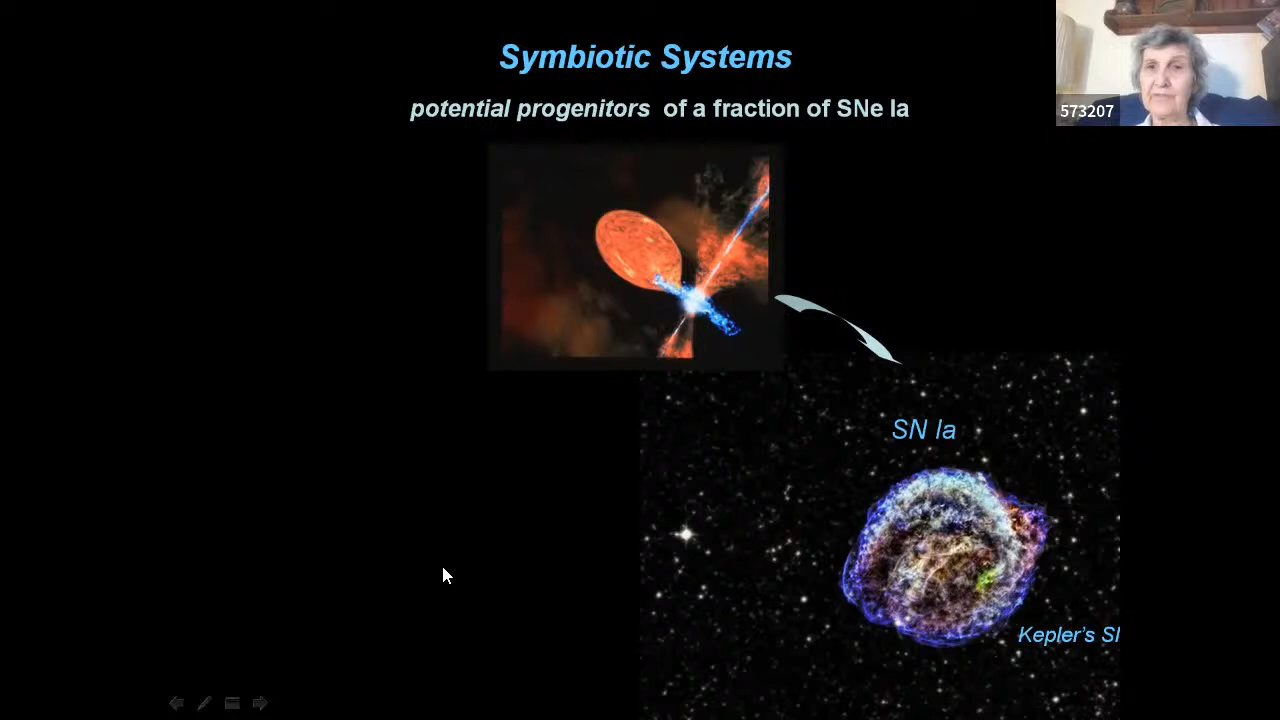 Symbiotic Systems
potential progenitors of a fraction of SNe Ia
573207
SN Ia
Kepler's